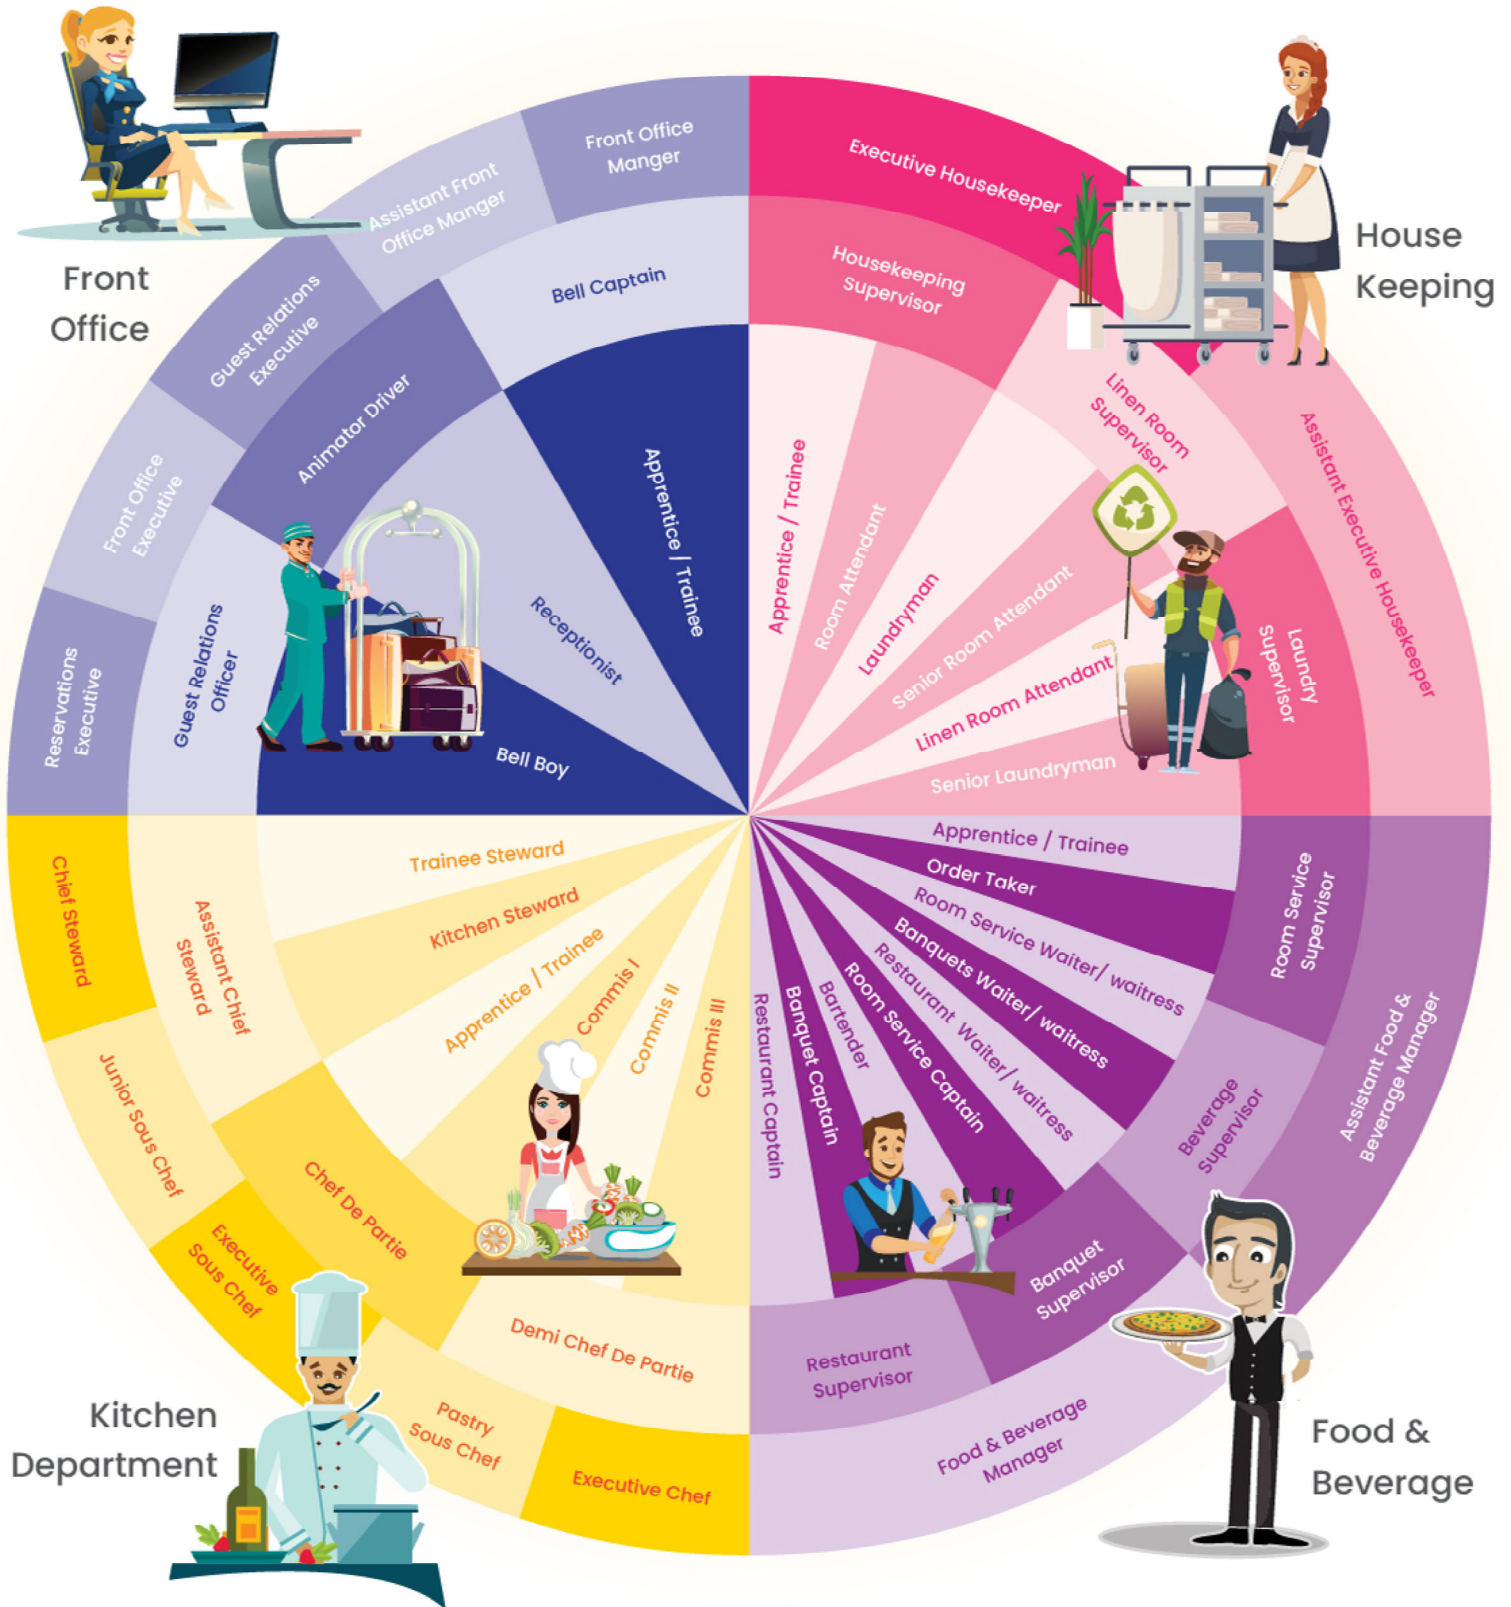 Front
Office
Front Office
Manger
Assistant Front
Office Manger
Guest Relations
Executive
Front Office
Executive
Reservations
Executive
Bell Captain
Animator Driver
Guest Relations
Officer
Apprentice / Trainee
Receptionist
Bell Boy
House
Keeping
Executive Housekeeper
Assistant Executive Housekeeper
Housekeeping
Supervisor
Linen Room
Supervisor
Laundry
Supervisor
Apprentice / Trainee
Room Attendant
Laundryman
Senior Room Attendant
Linen Room Attendant
Senior Laundryman
Trainee Steward
Kitchen Steward
Apprentice / Trainee
Commis I
Commis II
Commis III
Assistant Chief
Steward
Chef De Partie
Demi Chef De Partie
Chief Steward
Junior Sous Chef
Executive
Sous Chef
Pastry
Sous Chef
Executive Chef
Kitchen
Department
Apprentice / Trainee
Order Taker
Room Service Waiter/ waitress
Banquets Waiter/ waitress
Restaurant Waiter/ waitress
Room Service Captain
Bartender
Banquet Captain
Restaurant Captain
Room Service
Supervisor
Beverage
Supervisor
Banquet
Supervisor
Restaurant
Supervisor
Assistant Food &
Beverage Manager
Food & Beverage
Manager
Food &
Beverage